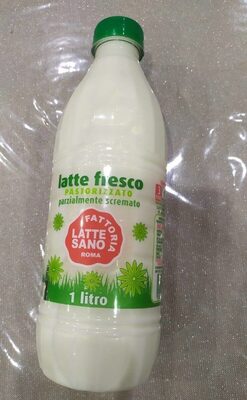 latte fresco
PASTORIZZATO
parzialmente scremato
FATTORIA
LATTE
SANO
ROMA
1 litro